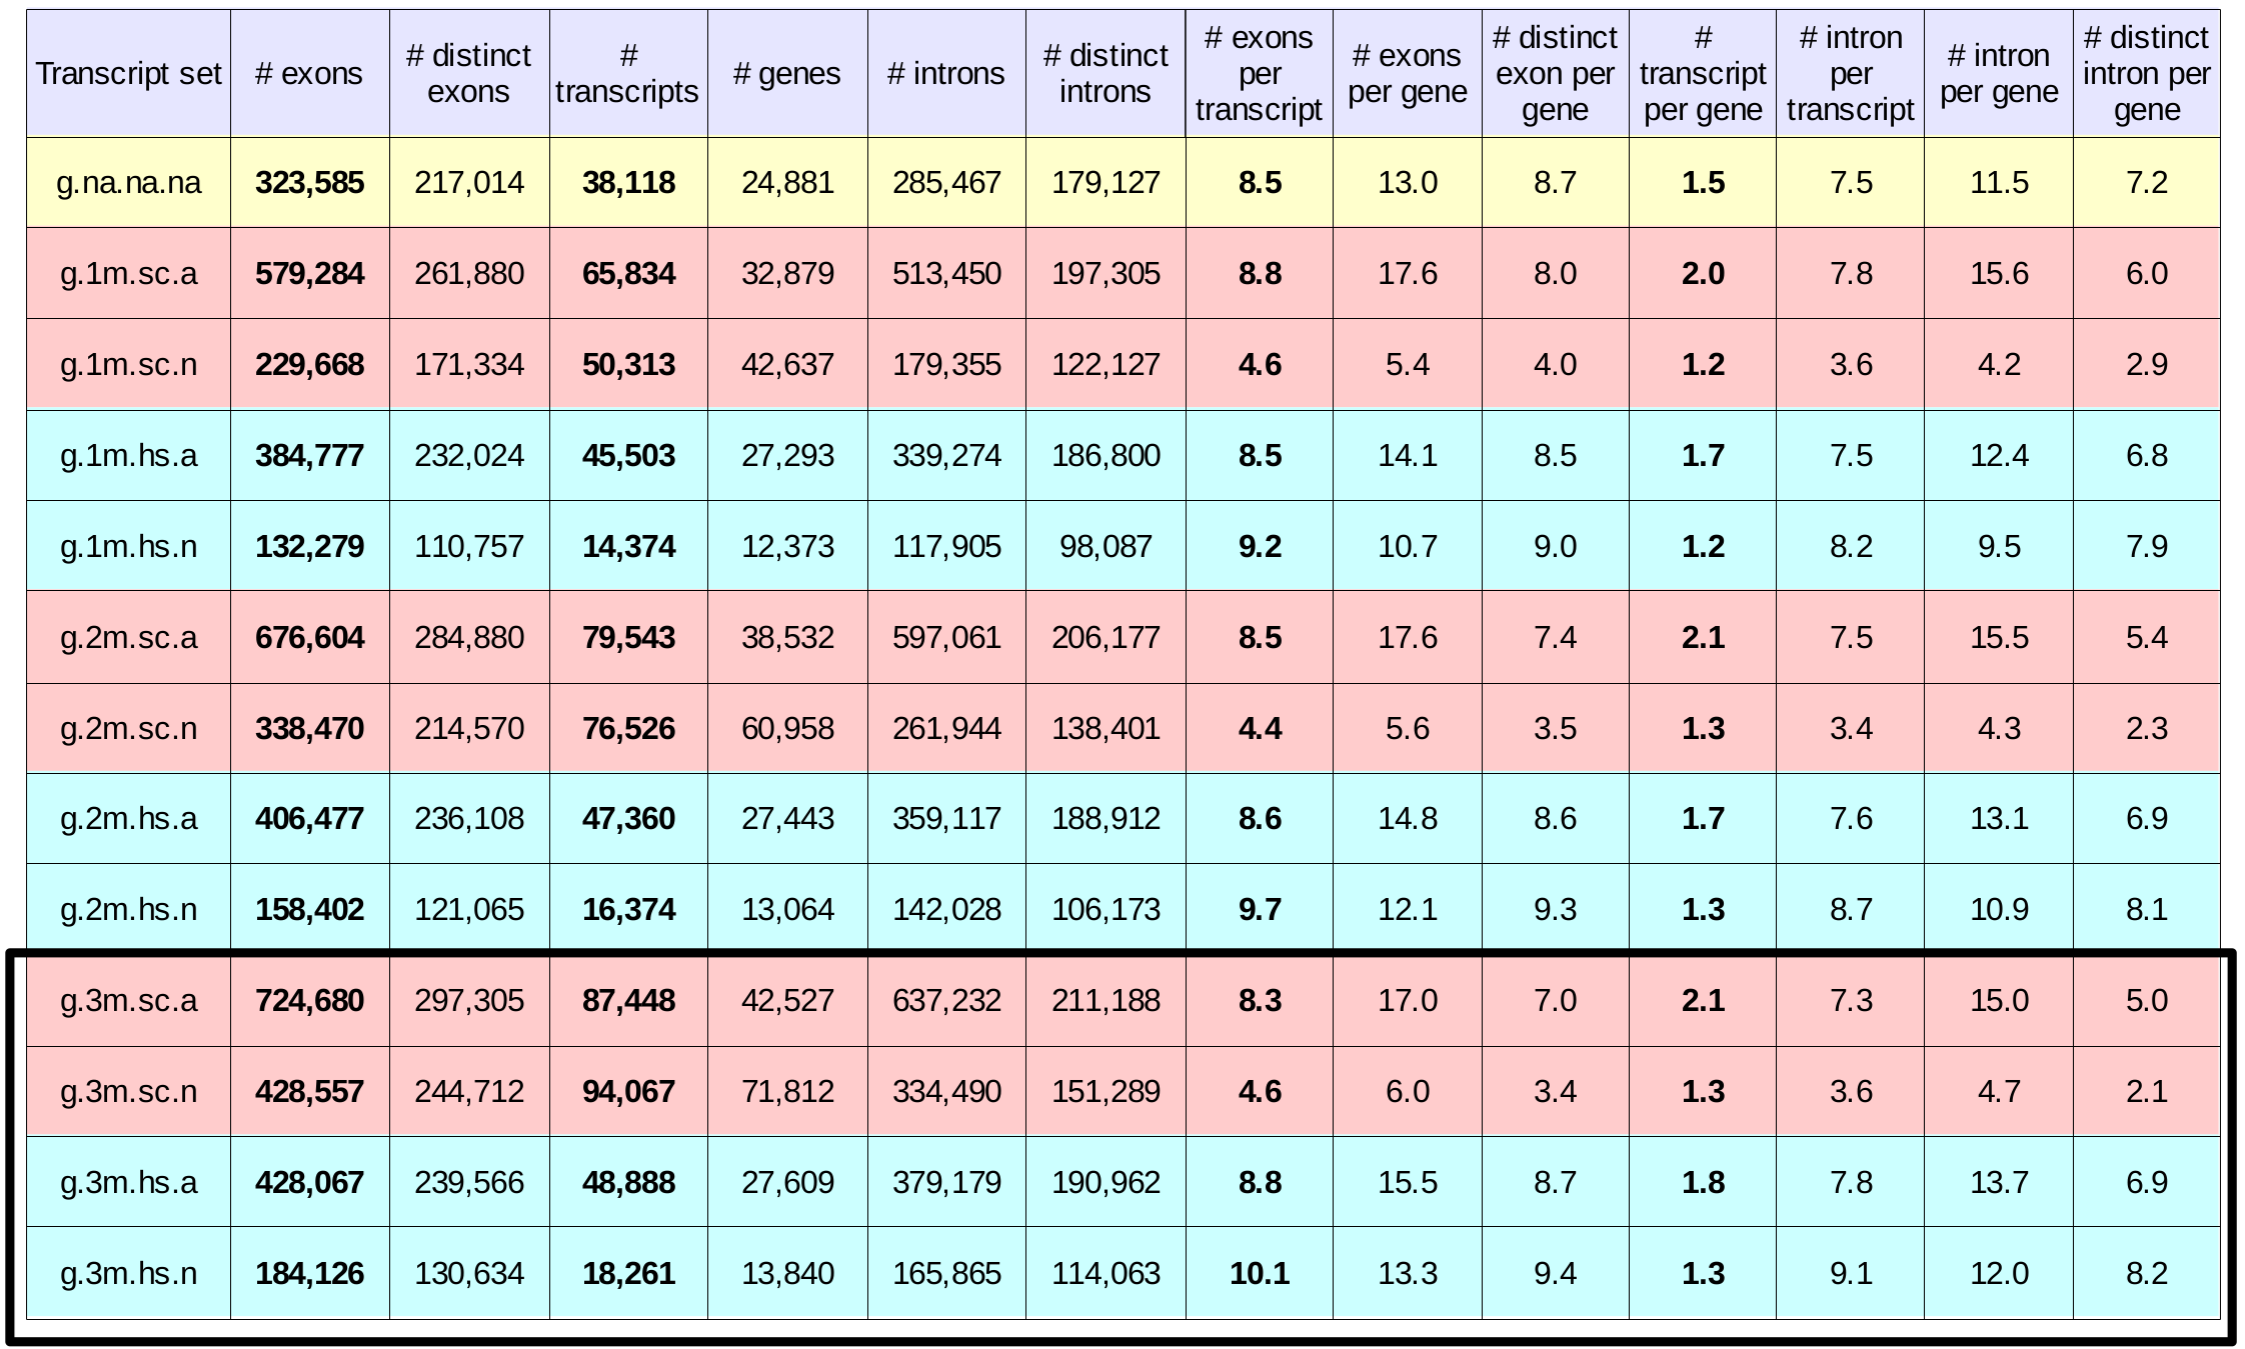 Transcript set # exons # distinct exons # transcripts # genes # introns # distinct introns # exons per transcript # exons per gene # distinct exon per gene # transcript per gene # intron per transcript # intron per gene # distinct intron per gene
g.na.na.na 323,585 217,014 38,118 24,881 285,467 179,127 8.5 13.0 8.7 1.5 7.5 11.5 7.2
g.1m.sc.a 579,284 261,880 65,834 32,879 513,450 197,305 8.8 17.6 8.0 2.0 7.8 15.6 6.0
g.1m.sc.n 229,668 171,334 50,313 42,637 179,355 122,127 4.6 5.4 4.0 1.2 3.6 4.2 2.9
g.1m.hs.a 384,777 232,024 45,503 27,293 339,274 186,800 8.5 14.1 8.5 1.7 7.5 12.4 6.8
g.1m.hs.n 132,279 110,757 14,374 12,373 117,905 98,087 9.2 10.7 9.0 1.2 8.2 9.5 7.9
g.2m.sc.a 676,604 284,880 79,543 38,532 597,061 206,177 8.5 17.6 7.4 2.1 7.5 15.5 5.4
g.2m.sc.n 338,470 214,570 76,526 60,958 261,944 138,401 4.4 5.6 3.5 1.3 3.4 4.3 2.3
g.2m.hs.a 406,477 236,108 47,360 27,443 359,117 188,912 8.6 14.8 8.6 1.7 7.6 13.1 6.9
g.2m.hs.n 158,402 121,065 16,374 13,064 142,028 106,173 9.7 12.1 9.3 1.3 8.7 10.9 8.1
g.3m.sc.a 724,680 297,305 87,448 42,527 637,232 211,188 8.3 17.0 7.0 2.1 7.3 15.0 5.0
g.3m.sc.n 428,557 244,712 94,067 71,812 334,490 151,289 4.6 6.0 3.4 1.3 3.6 4.7 2.1
g.3m.hs.a 428,067 239,566 48,888 27,609 379,179 190,962 8.8 15.5 8.7 1.8 7.8 13.7 6.9
g.3m.hs.n 184,126 130,634 18,261 13,840 165,865 114,063 10.1 13.3 9.4 1.3 9.1 12.0 8.2